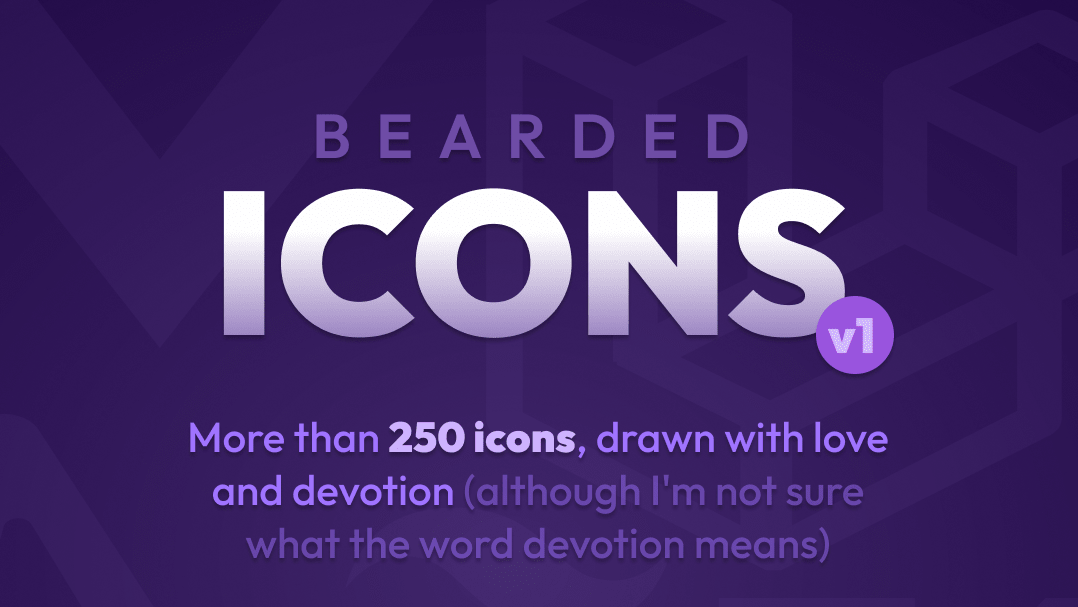 BEARDED
ICONS
v1
More than 250 icons, drawn with love
and devotion (although I'm not sure
what the word devotion means)